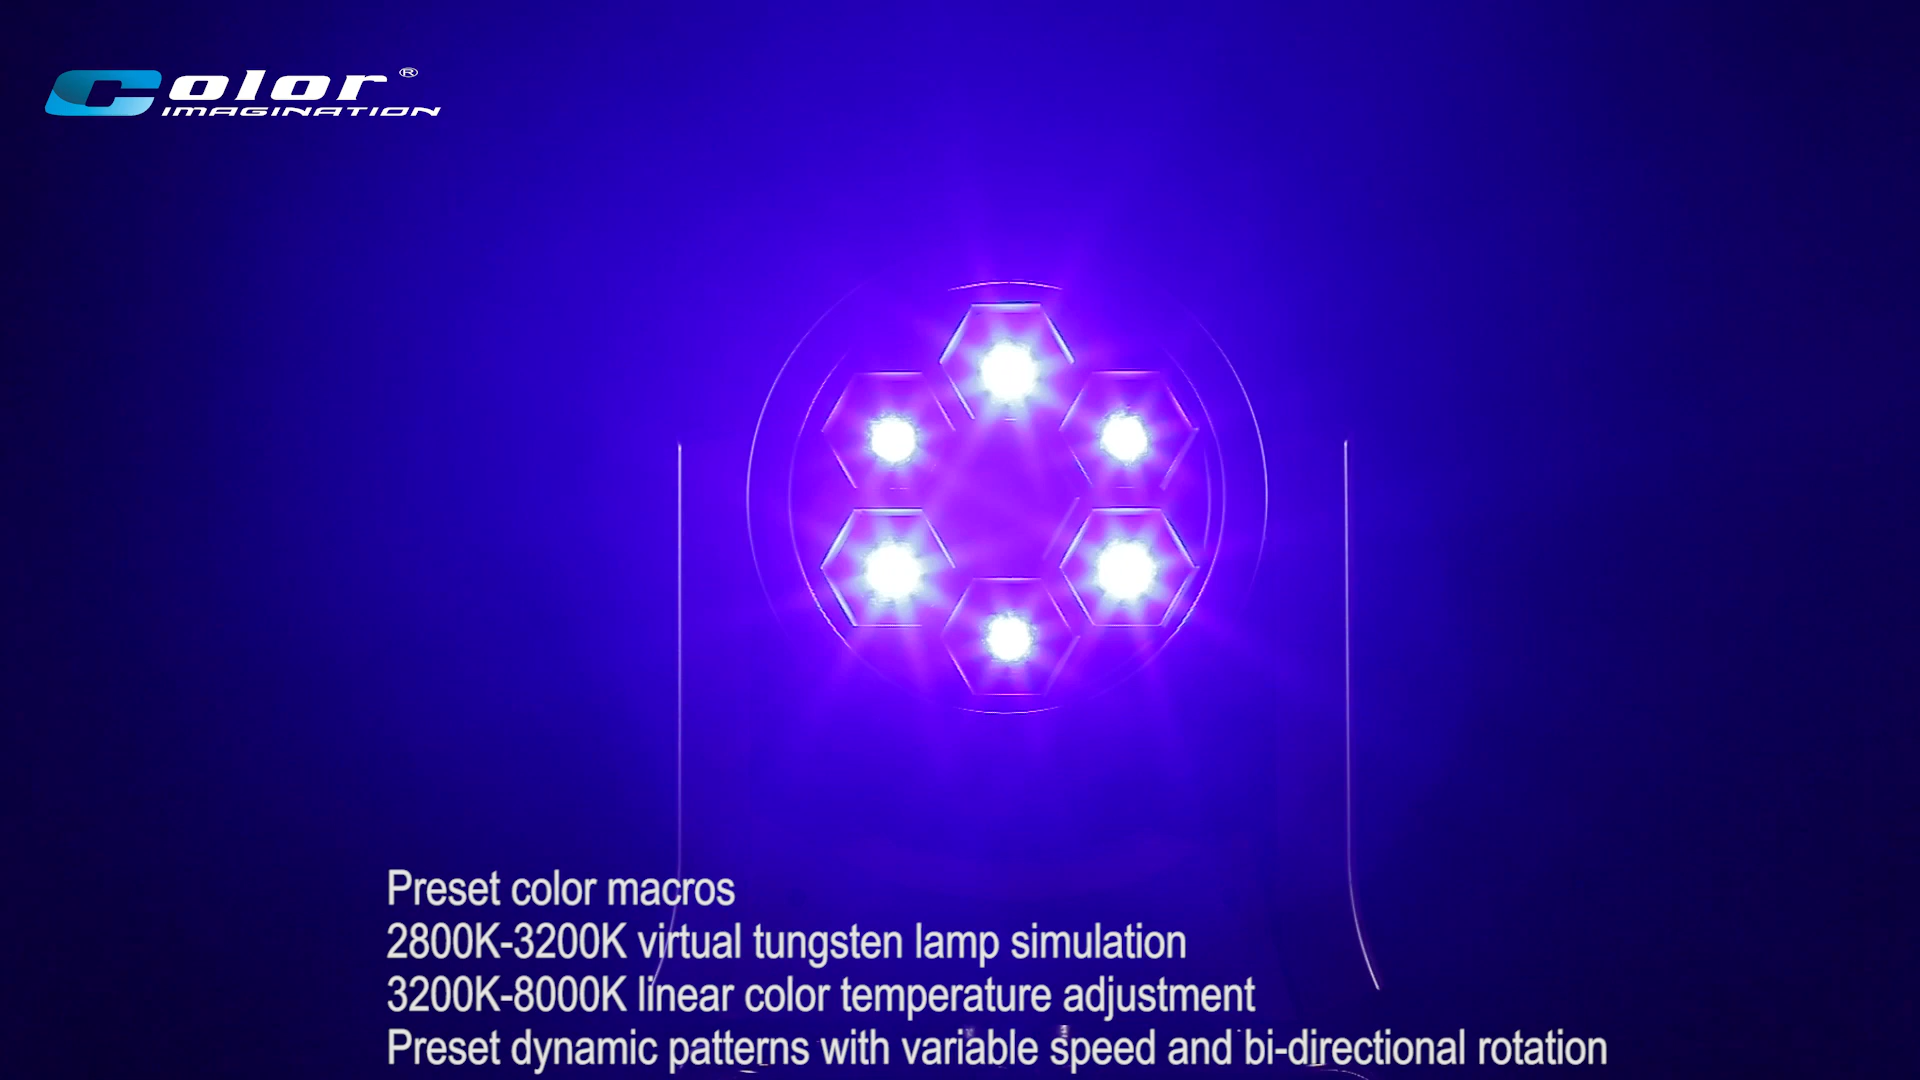 Color®
IMAGINATION
Preset color macros
2800K-3200K virtual tungsten lamp simulation
3200K-8000K linear color temperature adjustment
Preset dynamic patterns with variable speed and bi-directional rotation